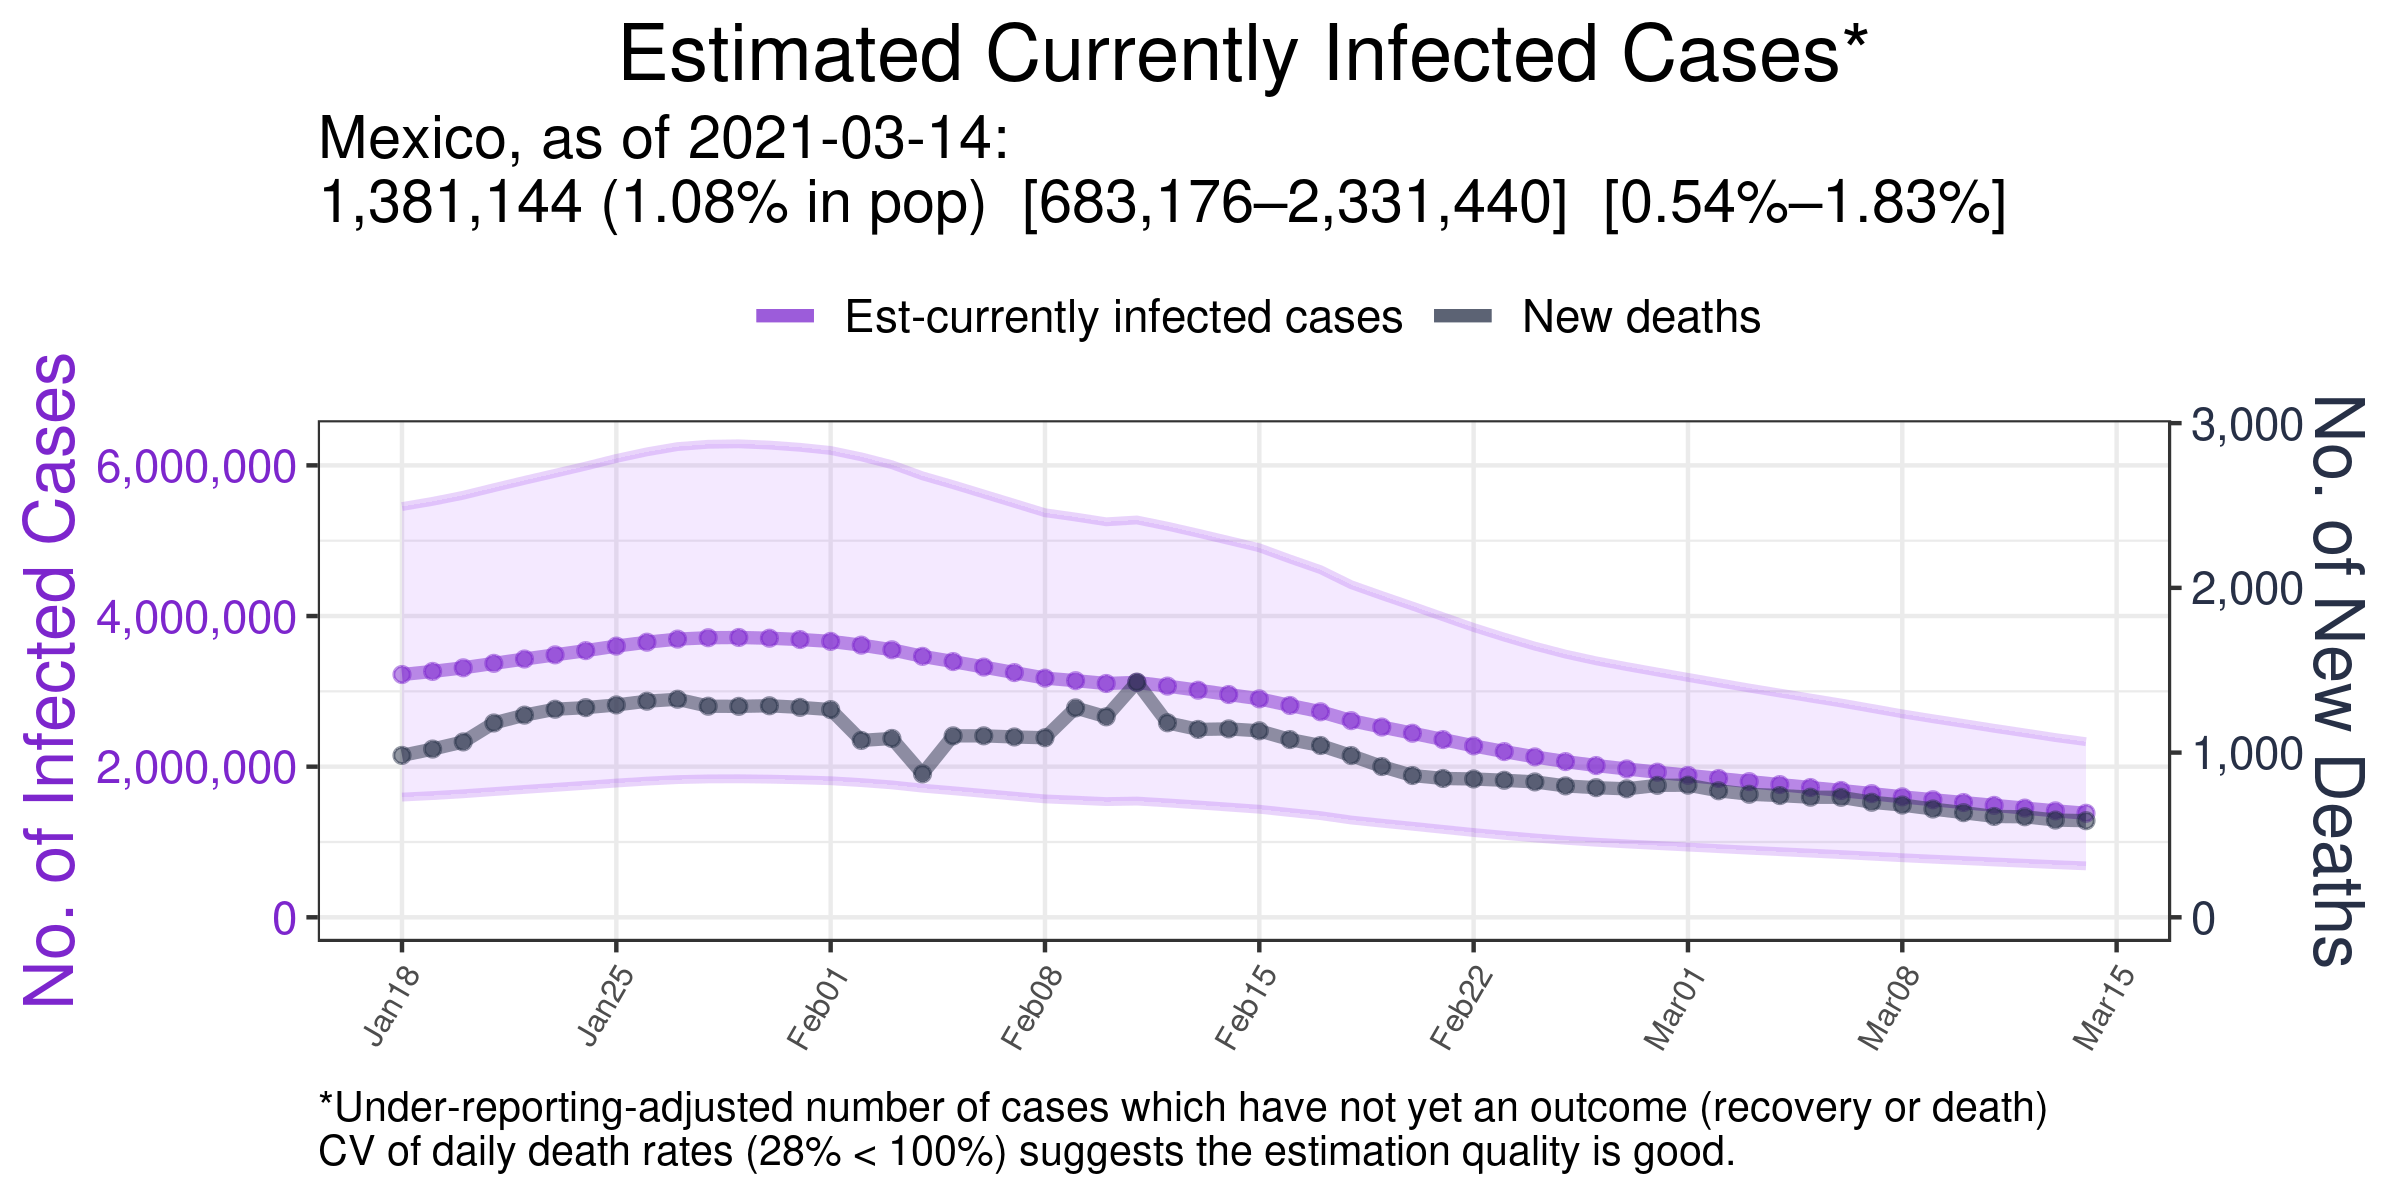 Estimated Currently Infected Cases*
Mexico, as of 2021-03-14:
1,381,144 (1.08% in pop) [683,176–2,331,440] [0.54%–1.83%]
Est-currently infected cases
New deaths
No. of Infected Cases
6,000,000
4,000,000
2,000,000
0
3,000
2,000
1,000
0
No. of New Deaths
Jan18
Jan25
Feb01
Feb08
Feb15
Feb22
Mar01
Mar08
Mar15
*Under-reporting-adjusted number of cases which have not yet an outcome (recovery or death)
CV of daily death rates (28% < 100%) suggests the estimation quality is good.